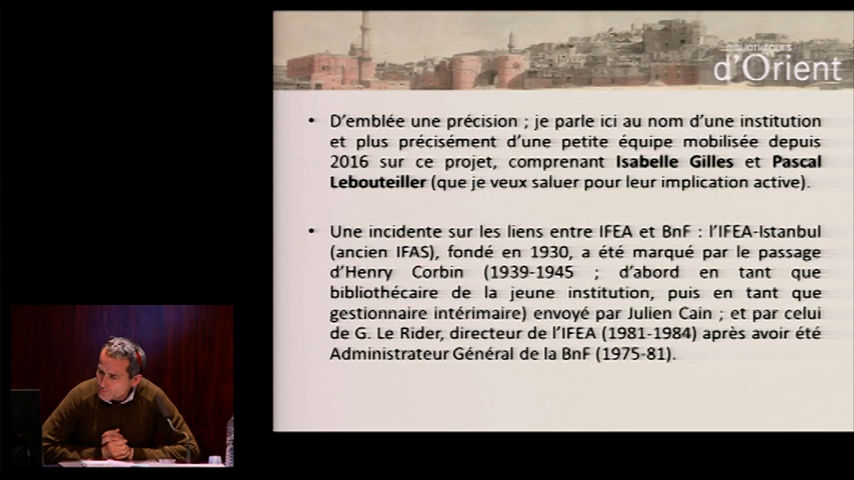 BIBLIOTHÈQUES
d'Orient
• D'emblée une précision ; je parle ici au nom d'une institution
et plus précisément d'une petite équipe mobilisée depuis
2016 sur ce projet, comprenant Isabelle Gilles et Pascal
Lebouteiller (que je veux saluer pour leur implication active).
• Une incidente sur les liens entre IFEA et BnF : l'IFEA-Istanbul
(ancien IFAS), fondé en 1930, a été marqué par le passage
d'Henry Corbin (1939-1945 ; d'abord en tant que
bibliothécaire de la jeune institution, puis en tant que
gestionnaire intérimaire) envoyé par Julien Cain ; et par celui
de G. Le Rider, directeur de l'IFEA (1981-1984) après avoir été
Administrateur Général de la BnF (1975-81).